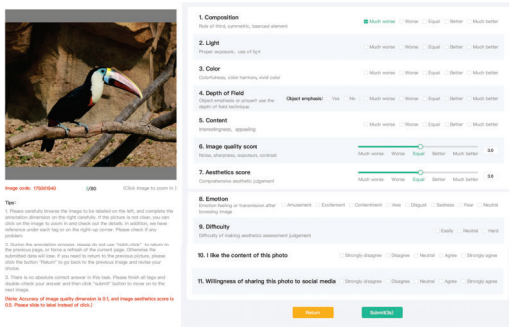 Image code: 17503194D
1/30
(Click image to zoom in )
Tips:
1. Please carefully browse the image to be labeled on the left, and complete the
annotation dimension on the right carefully. If the picture is not clear, you can
click on the image to zoom in and check out the details. In addition, we have
reference under each tag or on the right-up corner. Please check if any
problem.
2. During the annotation process, please do not use "right-click" to return to
the previous page, or force a refresh of the current page. Otherwise the
submitted data will lose. If you need to return to the previous picture, please
click the button "Return" to go back to the previous image and revise your
choice.
3. There is no absolute correct answer in this task. Please finish all tags and
double check your answer and then click "submit" button to move on to the
next image.
(Note: Accuracy of image quality dimension is 0.1, and image aesthetics score is
0.5. Please slide to label instead of click.)
1. Composition
Rule of third, symmetric, balanced element
Much worse Worse Equal Better Much better
2. Light
Proper exposure, use of light
Much worse Worse Equal Better Much better
3. Color
Colorfulness, color harmony, vivid color
Much worse Worse Equal Better Much better
4. Depth of Field
Object emphasis or properl use the
depth of field technique
Object emphasis: Yes No Much worse Worse Equal Better Much better
5. Content
Interestingness, appealing
Much worse Worse Equal Better Much better
6. Image quality score
Noise, sharpness, exposure, contrast
Much worse Worse Equal Better Much better
3.0
7. Aesthetics score
Comprehensive aesthetic judgement
Much worse Worse Equal Better Much better
3.0
8. Emotion
Emotion feeling or transmission after
browsing image
Amusement Excitement Contentment Awe Disgust Sadness Fear Neutral
9. Difficulty
Difficulty of making aesthetics assessment judgement
Easily Neutral Hard
10. I like the content of this photo
Strongly disagree Disagree Neutral Agree Strongly agree
11. Willingness of sharing this photo to social media
Strongly disagree Disagree Neutral Agree Strongly agree
Return
Submit(3s)